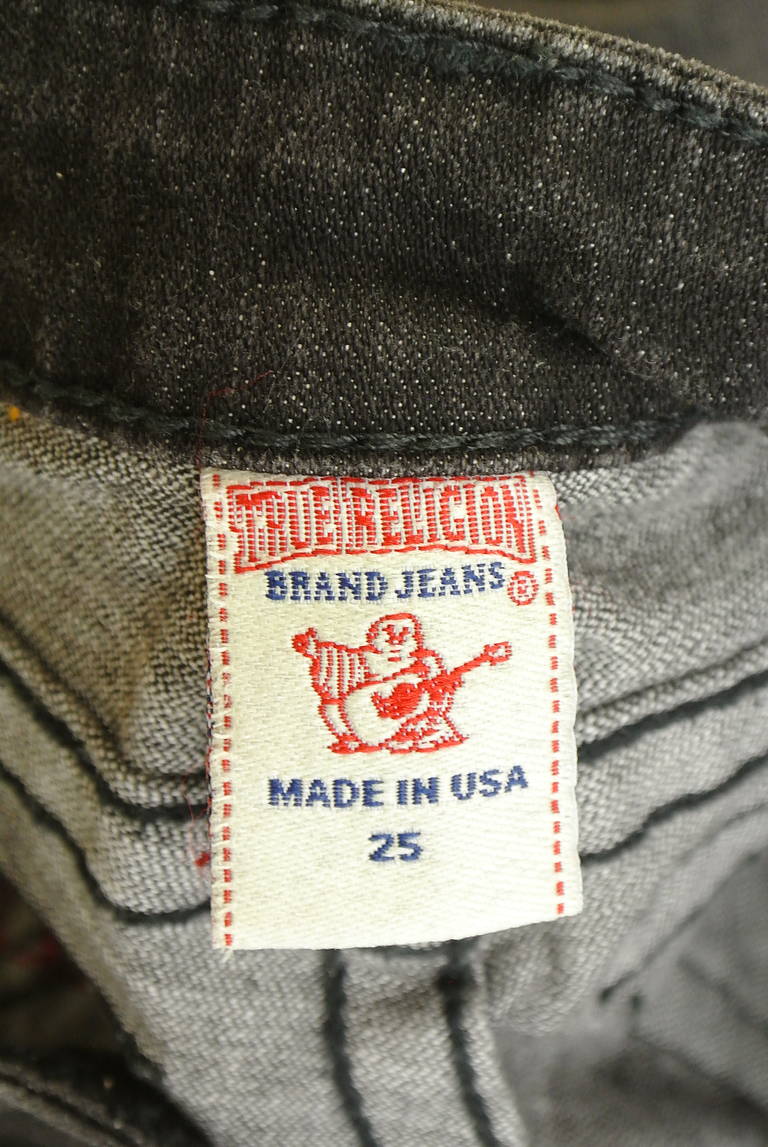 TRUE RELIGION
BRAND JEANS®
MADE IN USA
25